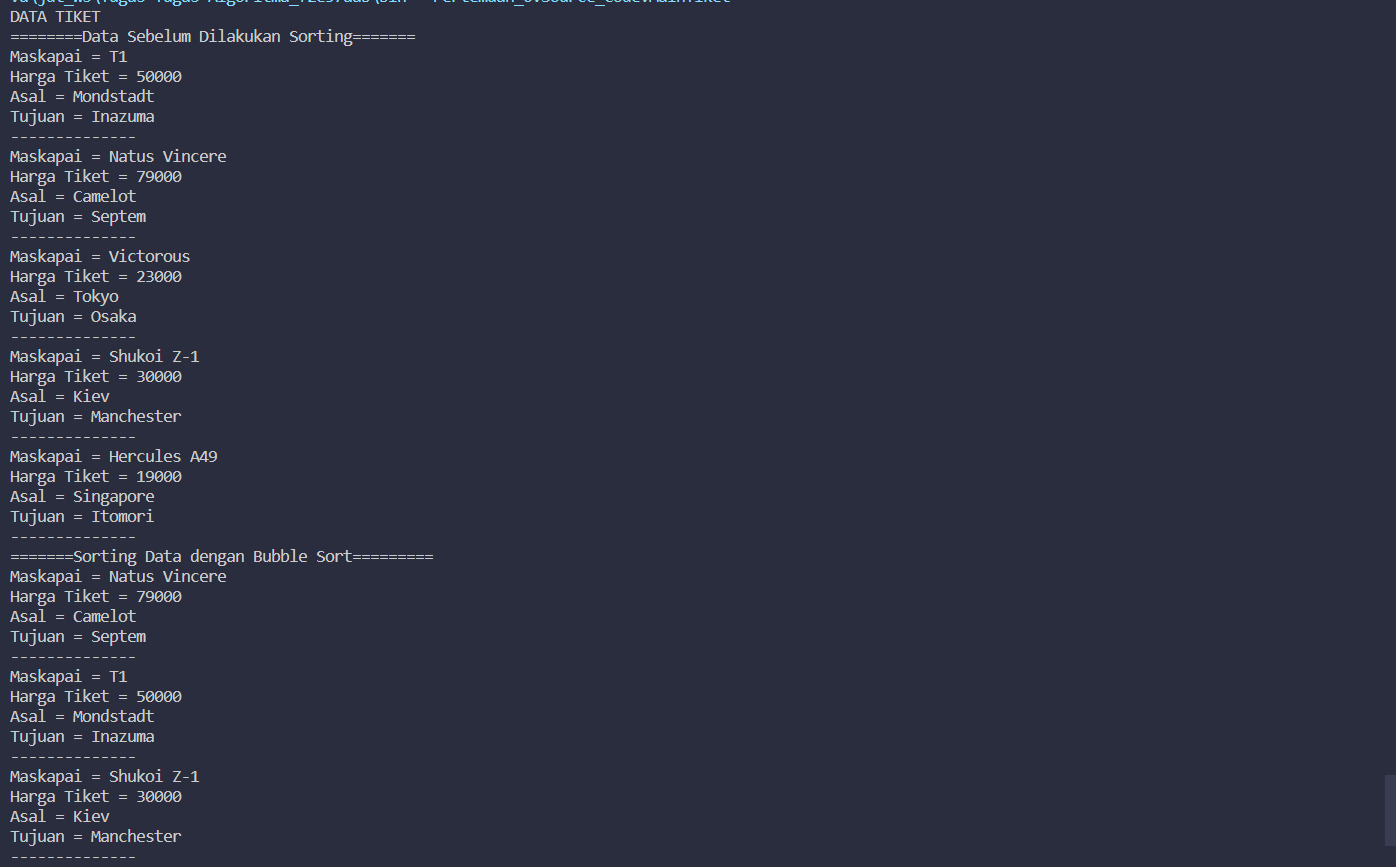 DATA TIKET
========Data Sebelum Dilakukan Sorting=======
Maskapai = T1
Harga Tiket = 50000
Asal = Mondstadt
Tujuan = Inazuma
--------------
Maskapai = Natus Vincere
Harga Tiket = 79000
Asal = Camelot
Tujuan = Septem
--------------
Maskapai = Victorous
Harga Tiket = 23000
Asal = Tokyo
Tujuan = Osaka
--------------
Maskapai = Shukoi Z-1
Harga Tiket = 30000
Asal = Kiev
Tujuan = Manchester
--------------
Maskapai = Hercules A49
Harga Tiket = 19000
Asal = Singapore
Tujuan = Itomori
--------------
=======Sorting Data dengan Bubble Sort=========
Maskapai = Natus Vincere
Harga Tiket = 79000
Asal = Camelot
Tujuan = Septem
--------------
Maskapai = T1
Harga Tiket = 50000
Asal = Mondstadt
Tujuan = Inazuma
--------------
Maskapai = Shukoi Z-1
Harga Tiket = 30000
Asal = Kiev
Tujuan = Manchester
--------------